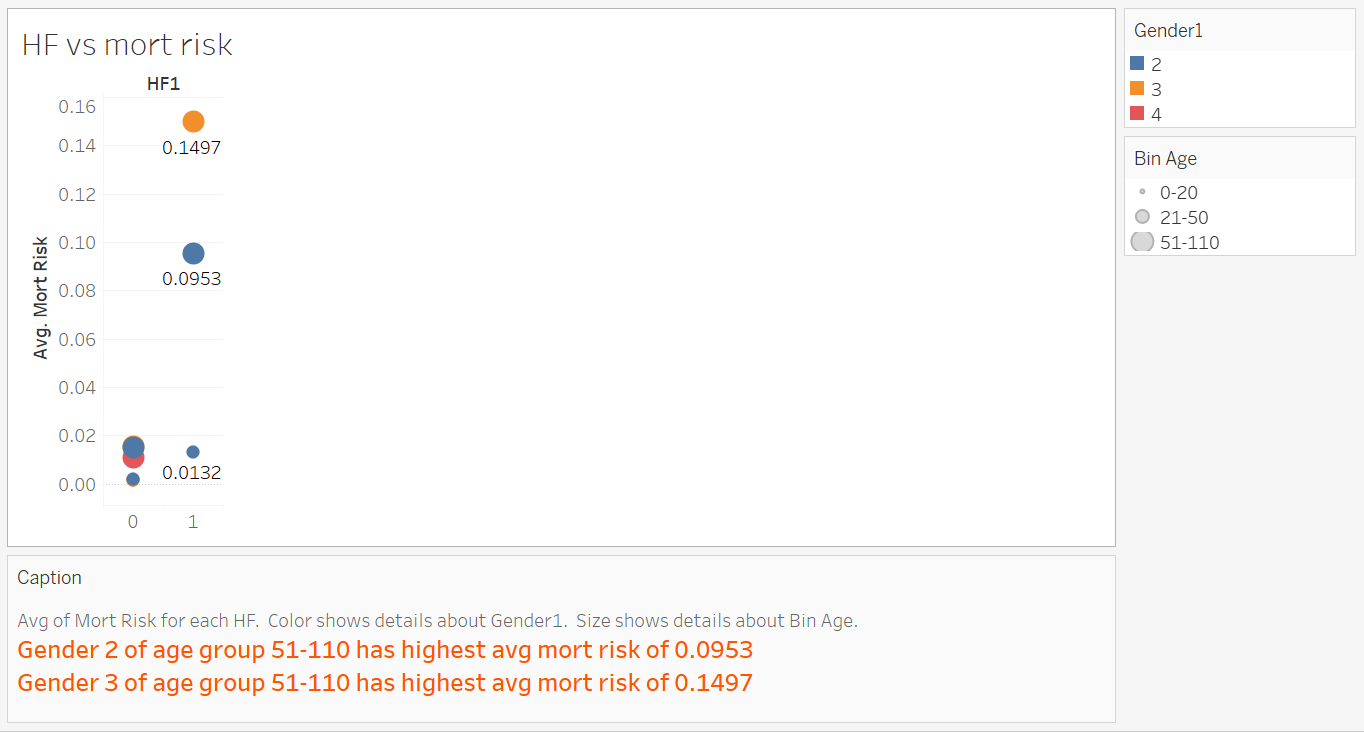 HF vs mort risk
HF1
0.16
0.14
0.12
0.10
0.08
0.06
0.04
0.02
0.00
Avg. Mort Risk
0.1497
0.0953
0.0132
0 1
Gender1
2
3
4
Bin Age
0-20
21-50
51-110
Caption
Avg of Mort Risk for each HF. Color shows details about Gender1. Size shows details about Bin Age.
Gender 2 of age group 51-110 has highest avg mort risk of 0.0953
Gender 3 of age group 51-110 has highest avg mort risk of 0.1497